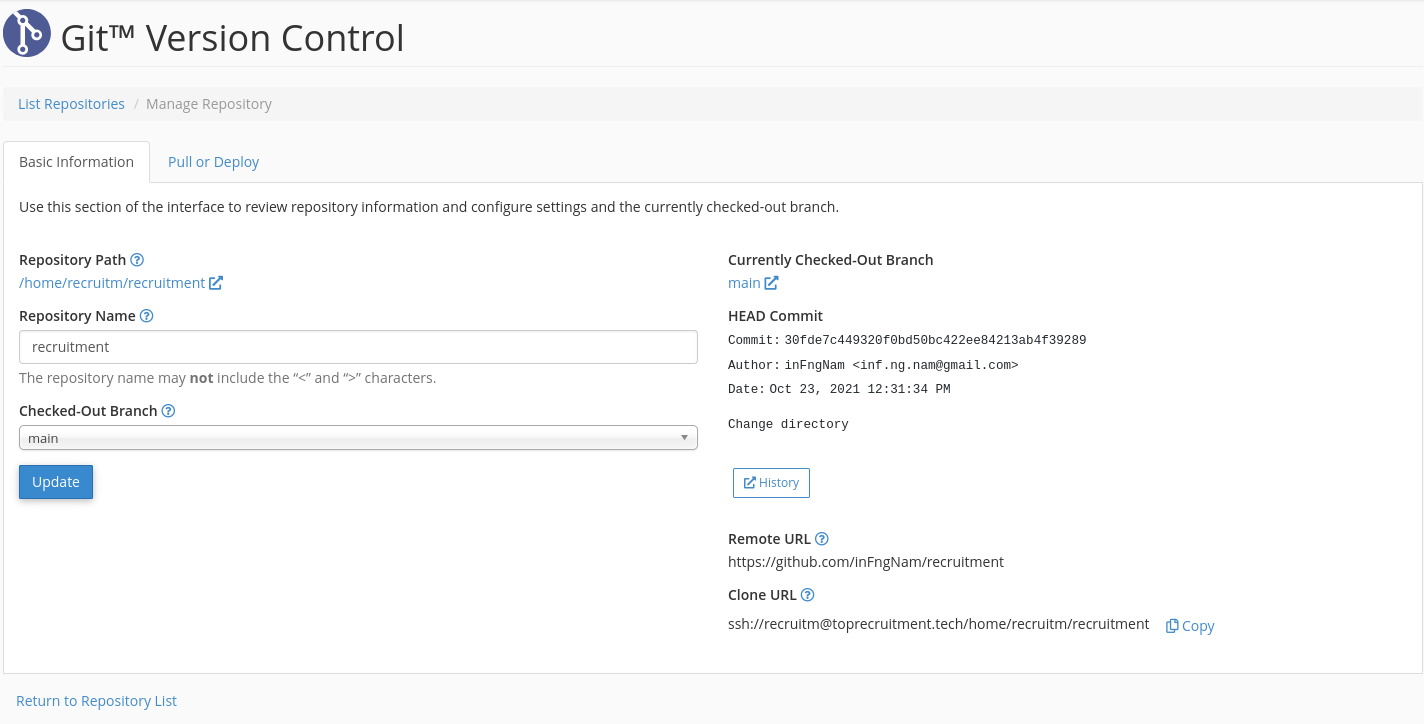 Git™ Version Control
List Repositories / Manage Repository
Basic Information
Pull or Deploy
Use this section of the interface to review repository information and configure settings and the currently checked-out branch.
Repository Path
/home/recruitm/recruitment
Repository Name
recruitment
The repository name may not include the “<” and “>” characters.
Checked-Out Branch
main
Update
Currently Checked-Out Branch
main
HEAD Commit
Commit: 30fde7c449320f0bd50bc422ee84213ab4f39289
Author: inFngNam <inf.ng.nam@gmail.com>
Date: Oct 23, 2021 12:31:34 PM
Change directory
History
Remote URL
https://github.com/inFngNam/recruitment
Clone URL
ssh://recruitm@toprecruitment.tech/home/recruitm/recruitment
Copy
Return to Repository List